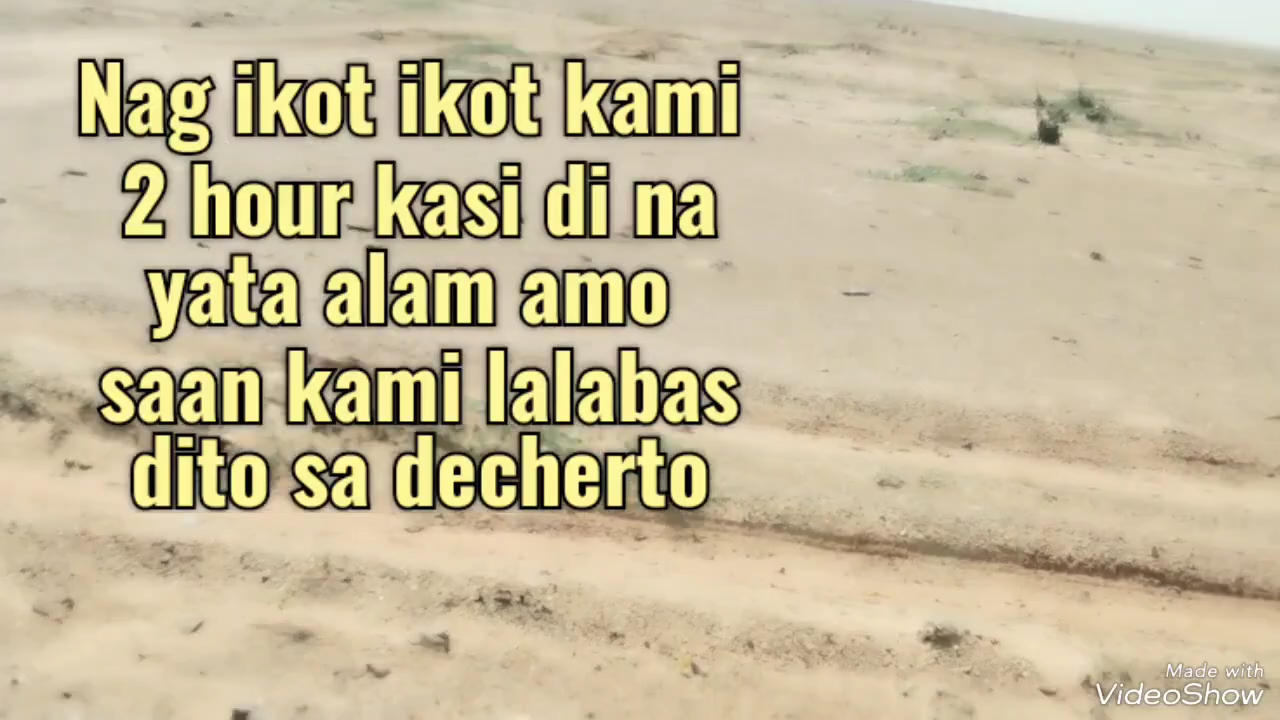 Nag ikot ikot kami
2 hour kasi di na
yata alam amo
saan kami lalabas
dito sa decherto
Made with
VideoShow